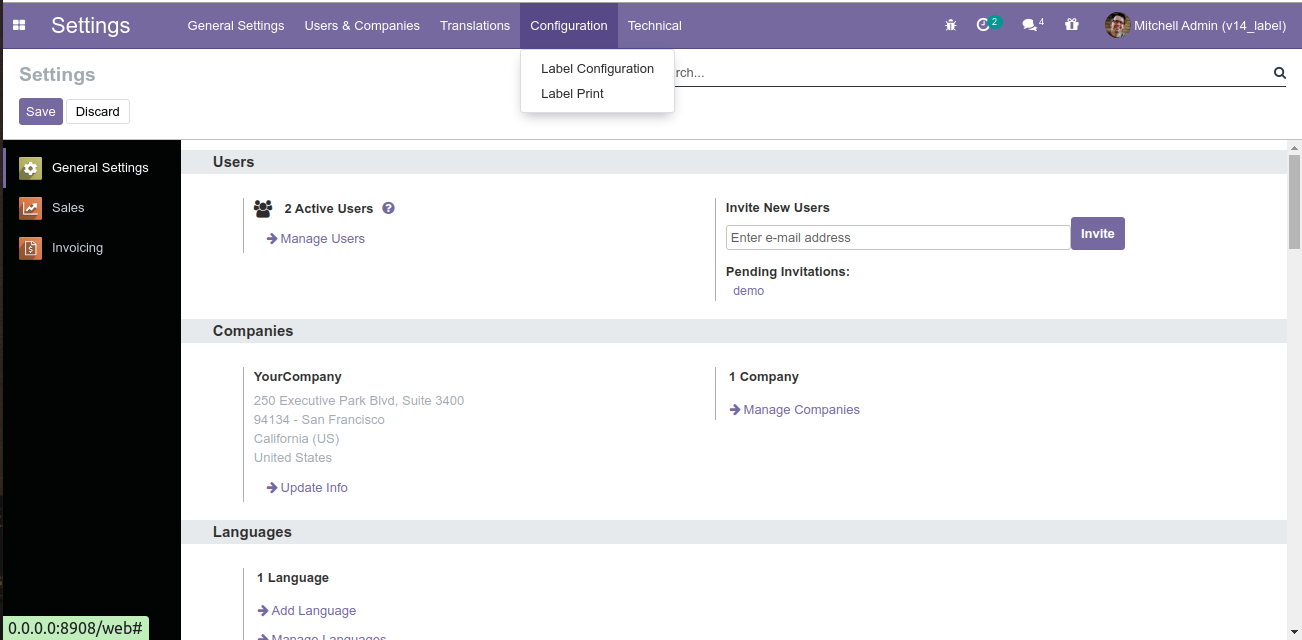 Settings General Settings Users & Companies Translations Configuration Technical 2 4 Mitchell Admin (v14_label)
Settings
Label Configuration
rch...
Label Print
Save Discard
General Settings
Sales
Invoicing
Users
2 Active Users ?
Manage Users
Invite New Users
Enter e-mail address Invite
Pending Invitations:
demo
Companies
YourCompany
250 Executive Park Blvd, Suite 3400
94134 - San Francisco
California (US)
United States
Update Info
1 Company
Manage Companies
Languages
1 Language
Add Language
Manage Languages
0.0.0.0:8908/web#